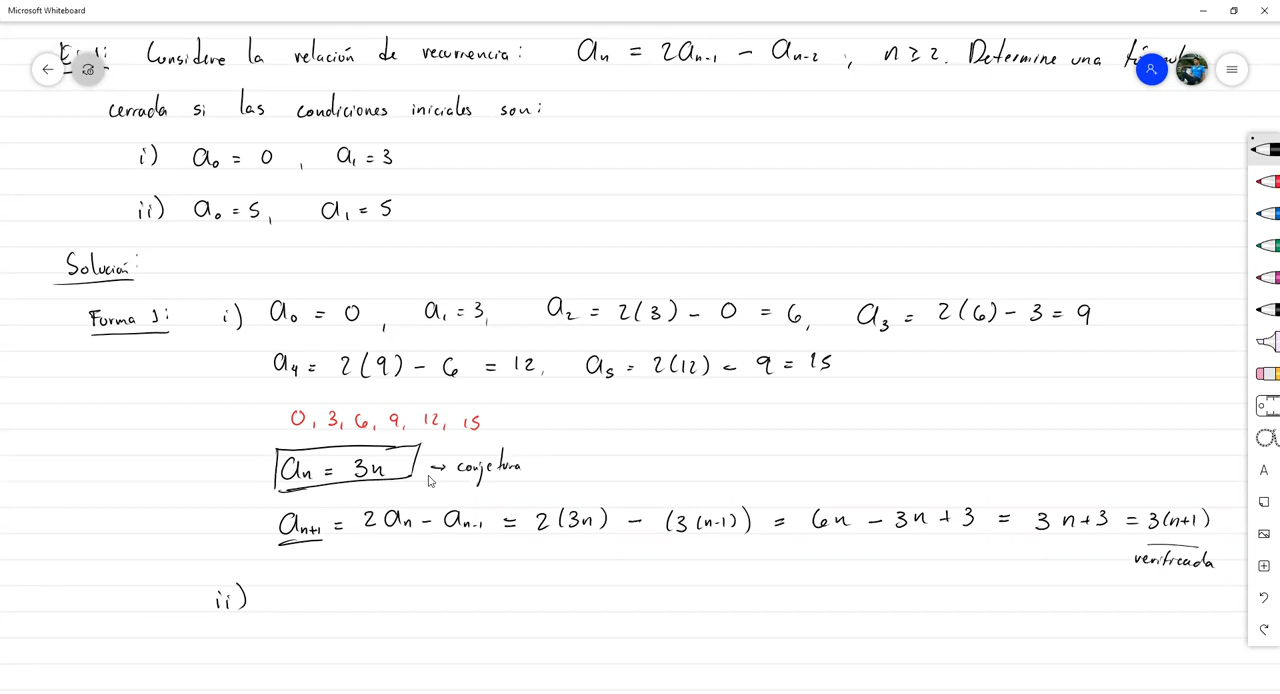 Microsoft Whiteboard
Considere la relación de recurrencia: aₙ = 2aₙ₋₁ - aₙ₋₂ , n ≥ 2. Determine una
cerrada si las condiciones iniciales son:
i) a₀ = 0 , a₁ = 3
ii) a₀ = 5, a₁ = 5
Solución:
Forma 1: i) a₀ = 0 , a₁ = 3, a₂ = 2(3) - 0 = 6, a₃ = 2(6) - 3 = 9
a₄ = 2(9) - 6 = 12, a₅ = 2(12) - 9 = 15
0, 3, 6, 9, 12, 15
aₙ = 3n → conjetura
aₙ₊₁ = 2aₙ - aₙ₋₁ = 2(3n) - (3(n-1)) = 6n - 3n + 3 = 3n+3 = 3(n+1)
verificada
ii)
A